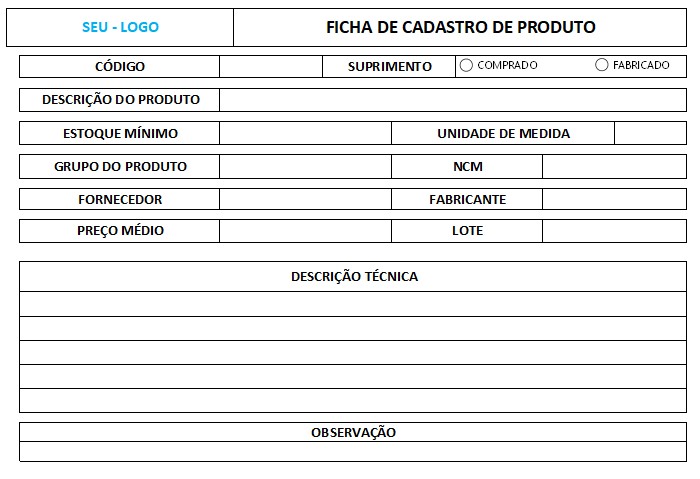 SEU - LOGO FICHA DE CADASTRO DE PRODUTO
CÓDIGO SUPRIMENTO COMPRADO FABRICADO
DESCRIÇÃO DO PRODUTO
ESTOQUE MÍNIMO UNIDADE DE MEDIDA
GRUPO DO PRODUTO NCM
FORNECEDOR FABRICANTE
PREÇO MÉDIO LOTE
DESCRIÇÃO TÉCNICA
OBSERVAÇÃO